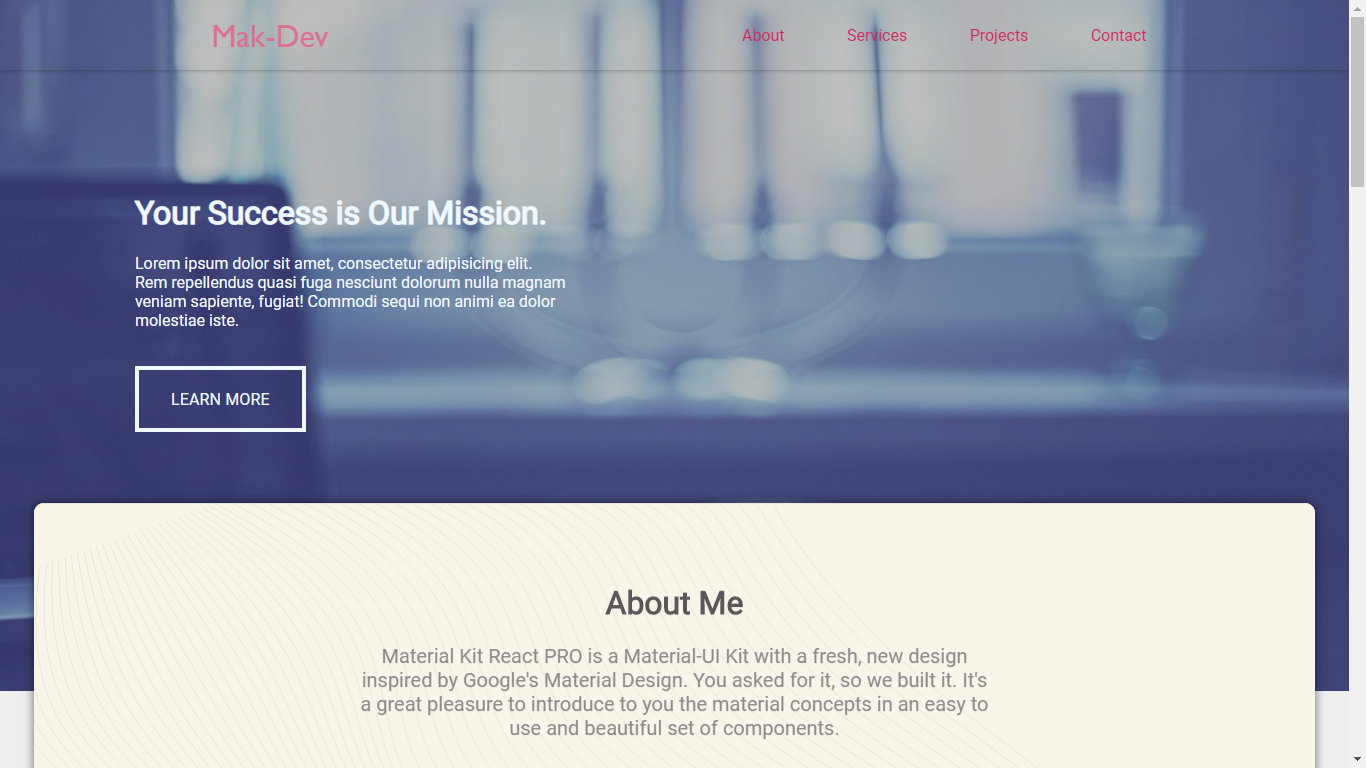 Mak-Dev
About Services Projects Contact
Your Success is Our Mission.
Lorem ipsum dolor sit amet, consectetur adipisicing elit.
Rem repellendus quasi fuga nesciunt dolorum nulla magnam
veniam sapiente, fugiat! Commodi sequi non animi ea dolor
molestiae iste.
LEARN MORE
About Me
Material Kit React PRO is a Material-UI Kit with a fresh, new design
inspired by Google's Material Design. You asked for it, so we built it. It's
a great pleasure to introduce to you the material concepts in an easy to
use and beautiful set of components.